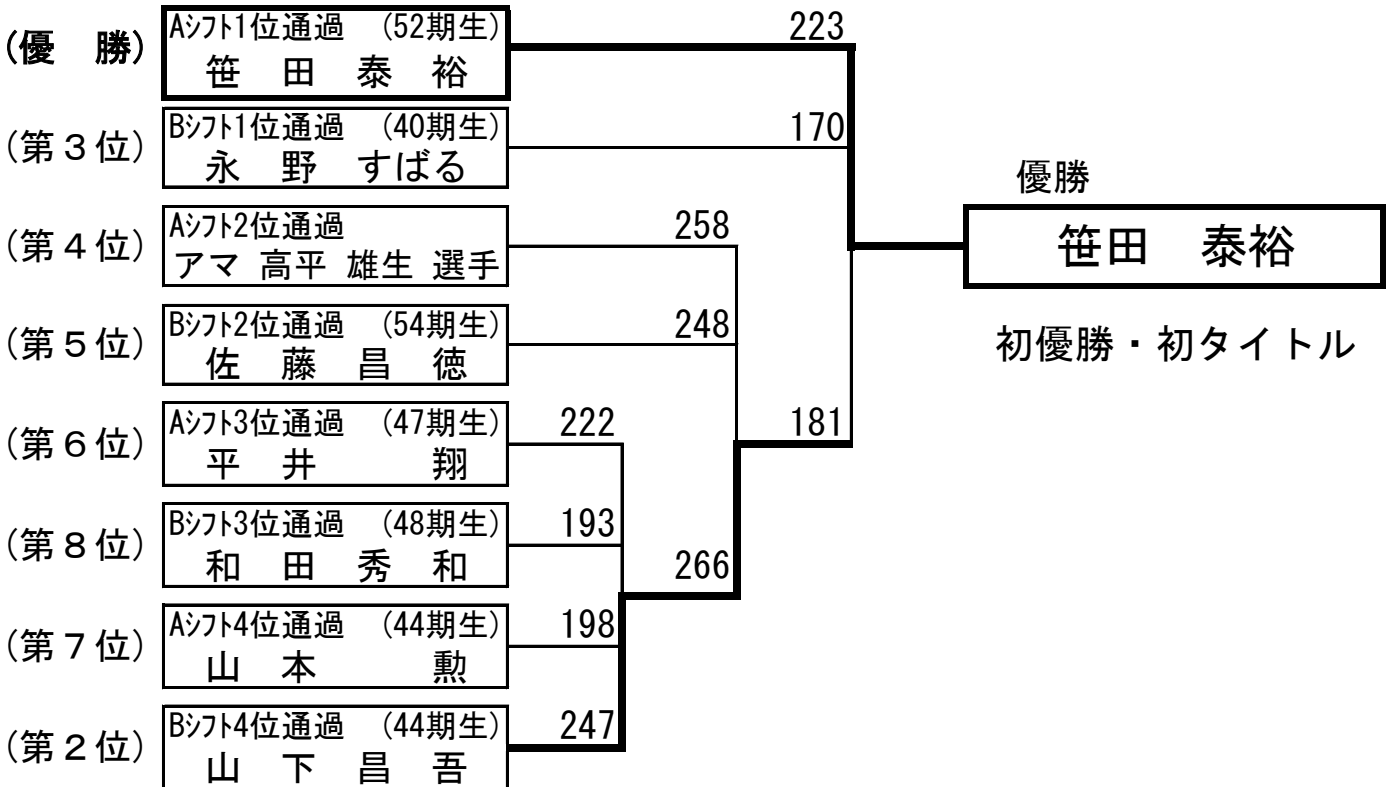 (優　勝)
Aｼﾌﾄ1位通過　(52期生)
笹　田　泰　裕
223
(第３位)
Bｼﾌﾄ1位通過　(40期生)
永　野　すばる
170
優勝
笹田　泰裕
初優勝・初タイトル
(第４位)
Aｼﾌﾄ2位通過
アマ 高平 雄生 選手
258
(第５位)
Bｼﾌﾄ2位通過　(54期生)
佐　藤　昌　徳
248
(第６位)
Aｼﾌﾄ3位通過　(47期生)
平　井　　　翔
222
181
(第８位)
Bｼﾌﾄ3位通過　(48期生)
和　田　秀　和
193
266
(第７位)
Aｼﾌﾄ4位通過　(44期生)
山　本　　　勲
198
(第２位)
Bｼﾌﾄ4位通過　(44期生)
山　下　昌　吾
247